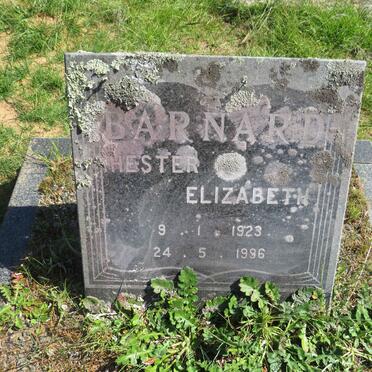 BARNARD
HESTER
ELIZABETH
9 . 1 . 1923
24 . 5 . 1996